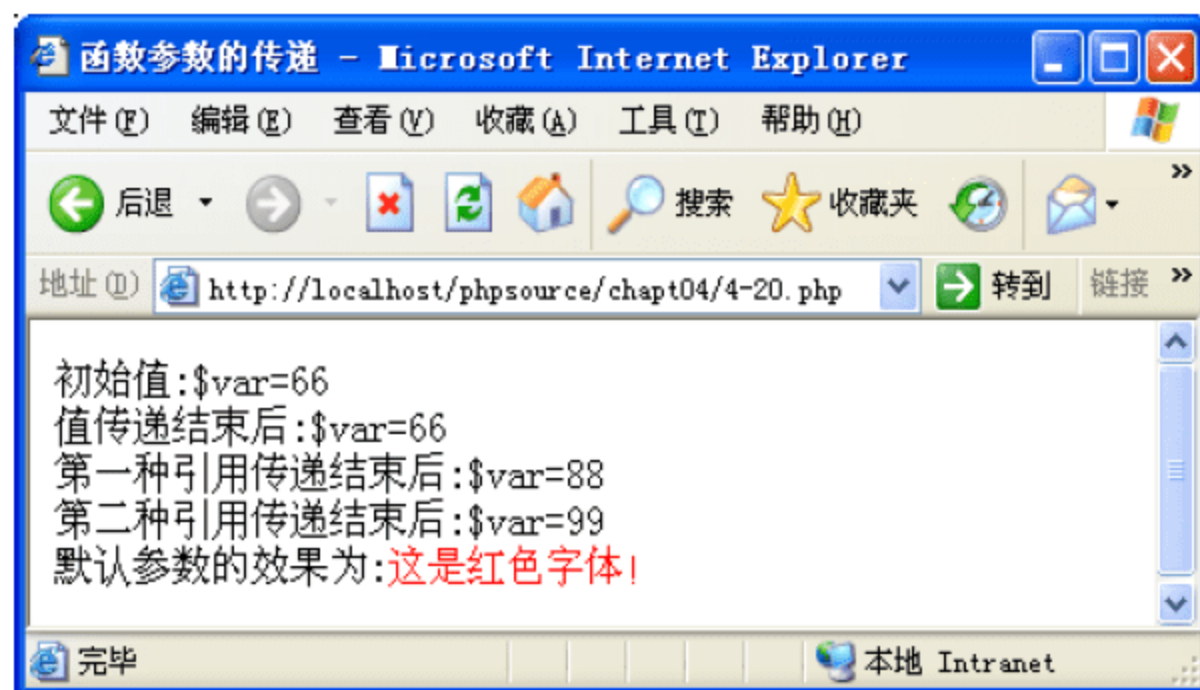 函数参数的传递 - Microsoft Internet Explorer
文件(F) 编辑(E) 查看(V) 收藏(A) 工具(T) 帮助(H)
后退 搜索 收藏夹 »
地址(D) http://localhost/phpsource/chapt04/4-20.php 转到 链接 »
初始值:$var=66
值传递结束后:$var=66
第一种引用传递结束后:$var=88
第二种引用传递结束后:$var=99
默认参数的效果为:这是红色字体!
完毕 本地 Intranet